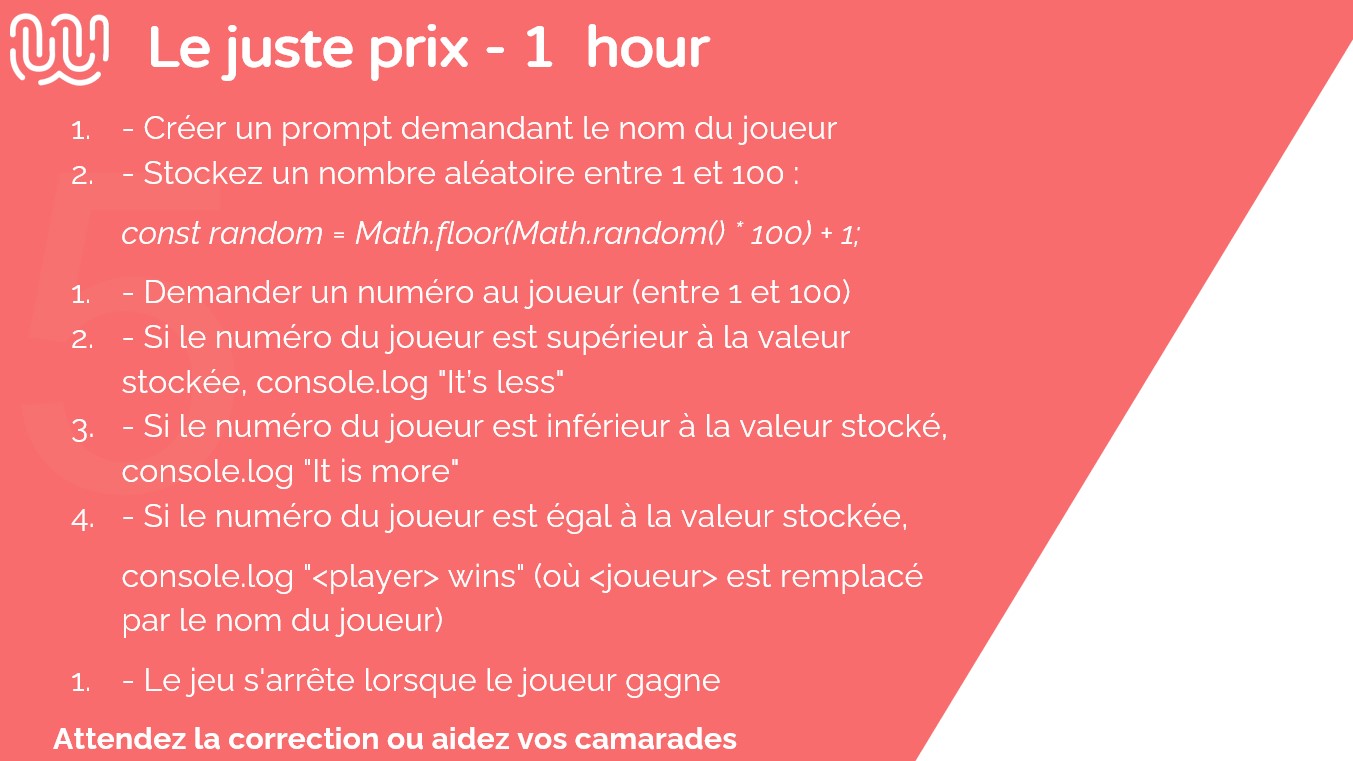 Le juste prix - 1 hour
1. - Créer un prompt demandant le nom du joueur
2. - Stockez un nombre aléatoire entre 1 et 100 :
const random = Math.floor(Math.random() * 100) + 1;
1. - Demander un numéro au joueur (entre 1 et 100)
2. - Si le numéro du joueur est supérieur à la valeur
stockée, console.log "It's less"
3. - Si le numéro du joueur est inférieur à la valeur stocké,
console.log "It is more"
4. - Si le numéro du joueur est égal à la valeur stockée,
console.log "<player> wins" (où <joueur> est remplacé
par le nom du joueur)
1. - Le jeu s'arrête lorsque le joueur gagne
Attendez la correction ou aidez vos camarades
5